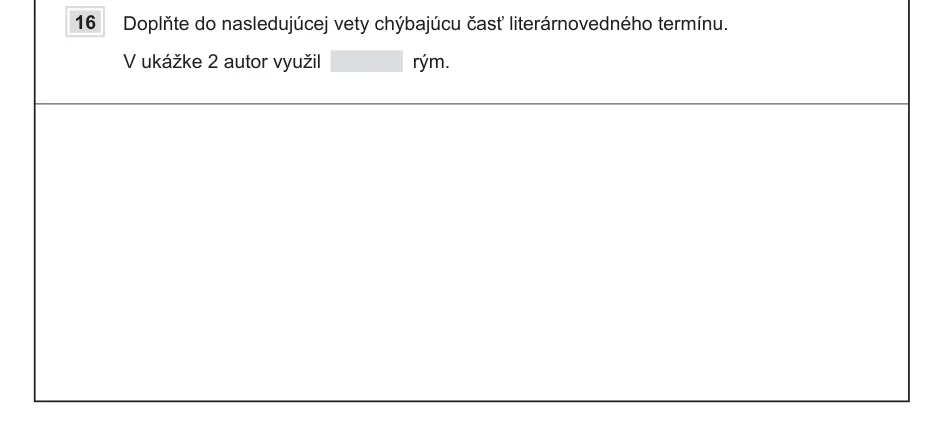 16 Doplňte do nasledujúcej vety chýbajúcu časť literárnovedného termínu.
V ukážke 2 autor využil rým.